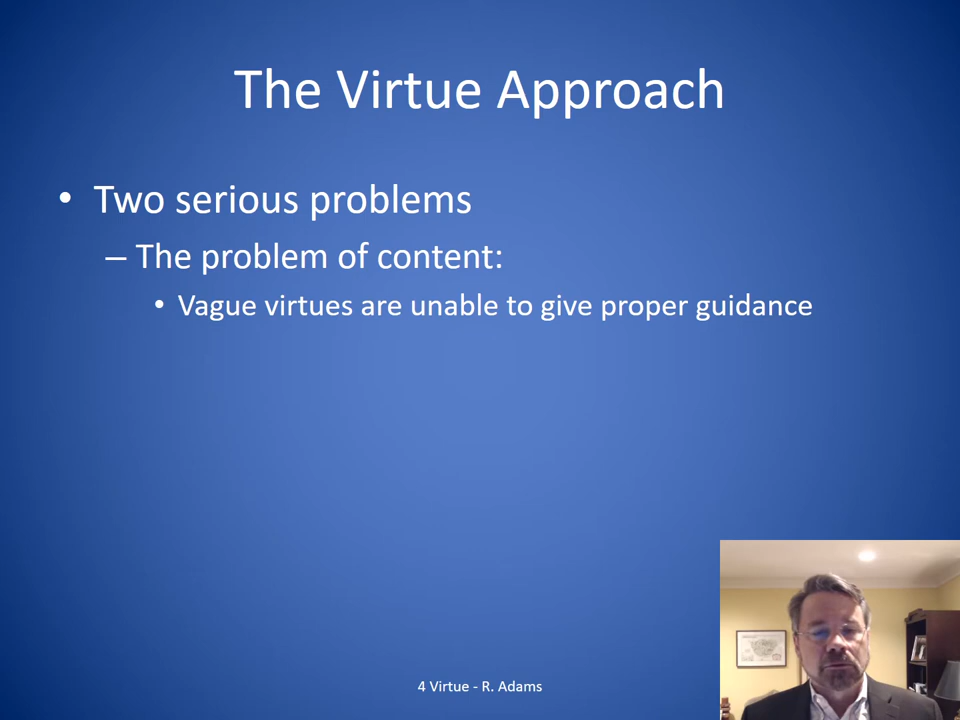 The Virtue Approach
• Two serious problems
– The problem of content:
• Vague virtues are unable to give proper guidance
4 Virtue - R. Adams